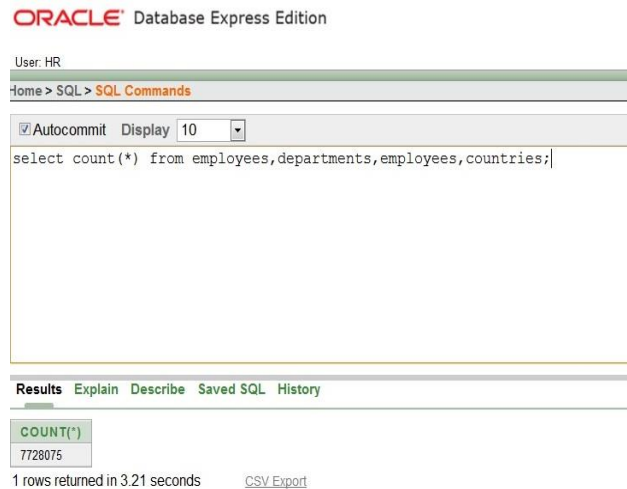 ORACLE Database Express Edition
User: HR
Home > SQL > SQL Commands
Autocommit Display 10
select count(*) from employees,departments,employees,countries;
Results Explain Describe Saved SQL History
COUNT(*)
7728075
1 rows returned in 3.21 seconds CSV Export